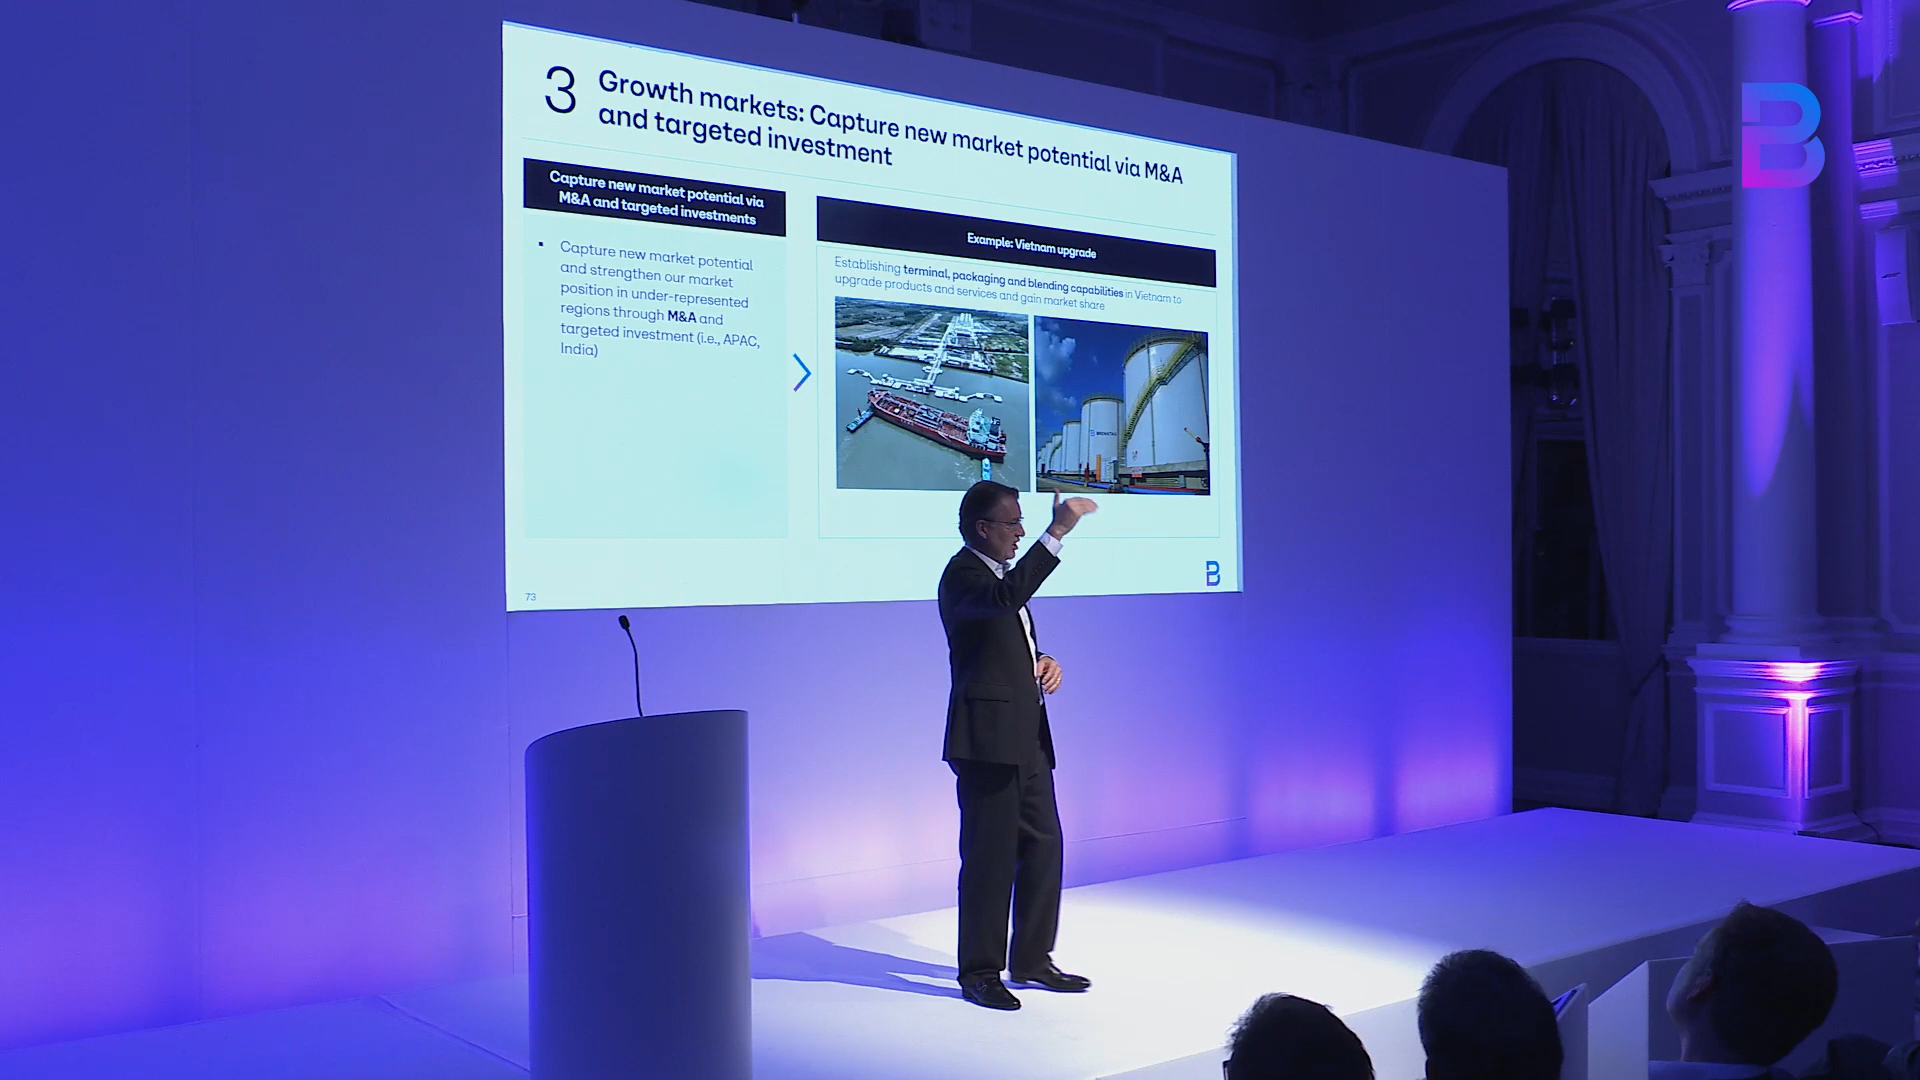 3
Growth markets: Capture new market potential via M&A
and targeted investment
Capture new market potential via
M&A and targeted investments
▪ Capture new market potential
and strengthen our market
position in under-represented
regions through M&A and
targeted investment (i.e., APAC,
India)
Example: Vietnam upgrade
Establishing terminal, packaging and blending capabilities in Vietnam to
upgrade products and services and gain market share
BRENNTAG
B
73
B